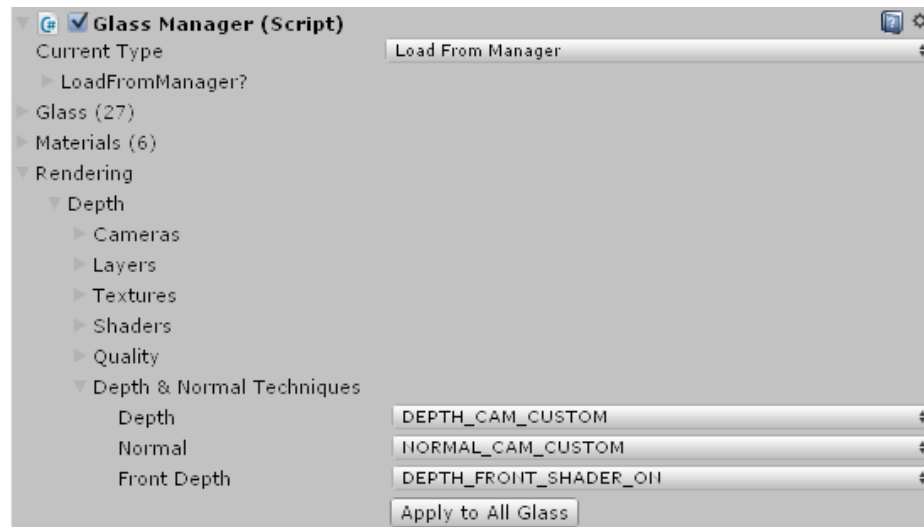 Glass Manager (Script)
Current Type Load From Manager
LoadFromManager?
Glass (27)
Materials (6)
Rendering
Depth
Cameras
Layers
Textures
Shaders
Quality
Depth & Normal Techniques
Depth DEPTH_CAM_CUSTOM
Normal NORMAL_CAM_CUSTOM
Front Depth DEPTH_FRONT_SHADER_ON
Apply to All Glass